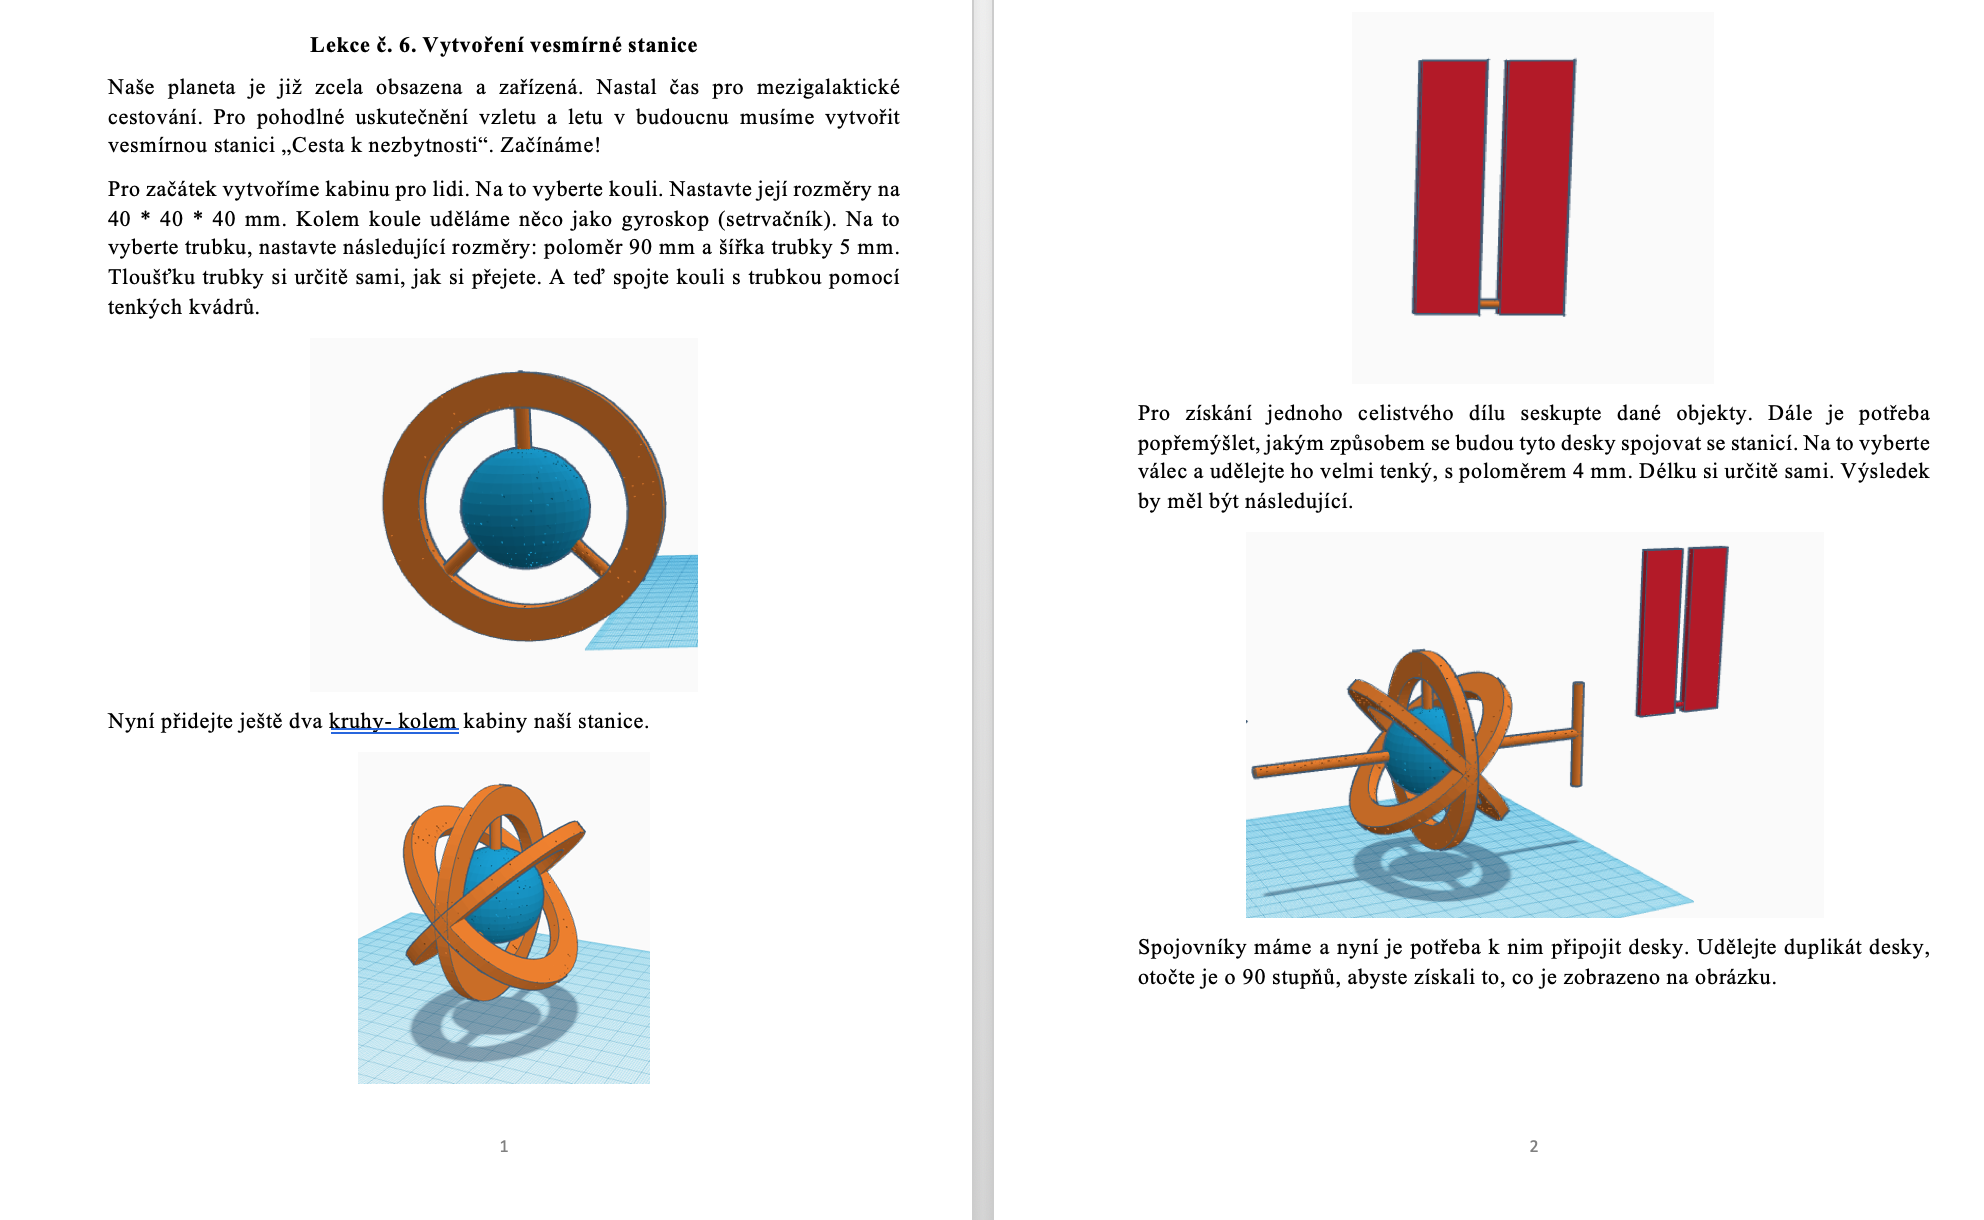 Lekce č. 6. Vytvoření vesmírné stanice
Naše planeta je již zcela obsazena a zařízená. Nastal čas pro mezigalaktické
cestování. Pro pohodlné uskutečnění vzletu a letu v budoucnu musíme vytvořit
vesmírnou stanici „Cesta k nezbytnosti“. Začínáme!
Pro začátek vytvoříme kabinu pro lidi. Na to vyberte kouli. Nastavte její rozměry na
40 * 40 * 40 mm. Kolem koule uděláme něco jako gyroskop (setrvačník). Na to
vyberte trubku, nastavte následující rozměry: poloměr 90 mm a šířka trubky 5 mm.
Tloušťku trubky si určitě sami, jak si přejete. A teď spojte kouli s trubkou pomocí
tenkých kvádrů.
Nyní přidejte ještě dva kruhy- kolem kabiny naší stanice.
1
Pro získání jednoho celistvého dílu seskupte dané objekty. Dále je potřeba
popřemýšlet, jakým způsobem se budou tyto desky spojovat se stanicí. Na to vyberte
válec a udělejte ho velmi tenký, s poloměrem 4 mm. Délku si určitě sami. Výsledek
by měl být následující.
Spojovníky máme a nyní je potřeba k nim připojit desky. Udělejte duplikát desky,
otočte je o 90 stupňů, abyste získali to, co je zobrazeno na obrázku.
2